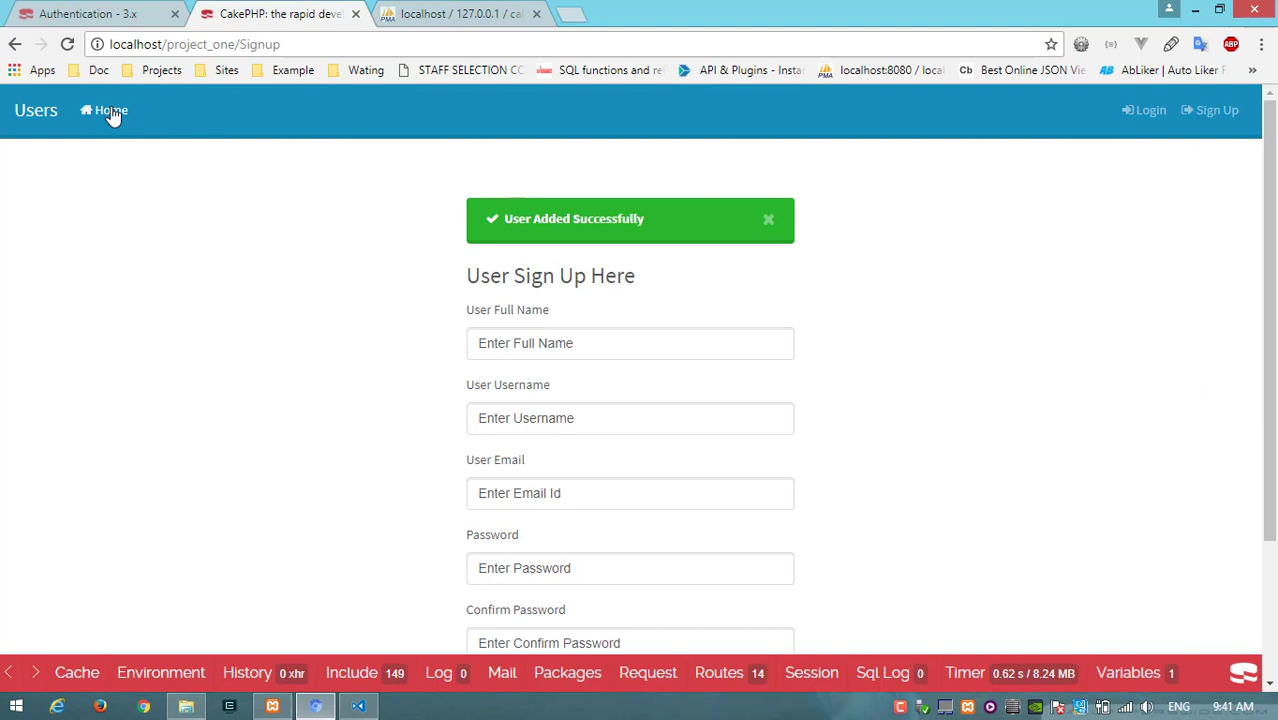 Authentication - 3.x
CakePHP: the rapid deve
localhost / 127.0.0.1 / cal
localhost/project_one/Signup
ABP
Apps Doc Projects Sites Example Wating STAFF SELECTION CC SQL functions and ref API & Plugins - Instan localhost:8080 / local Cb Best Online JSON Vie AB AbLiker | Auto Liker F »
Users Home Login Sign Up
User Added Successfully
User Sign Up Here
User Full Name
Enter Full Name
User Username
Enter Username
User Email
Enter Email Id
Password
Enter Password
Confirm Password
Enter Confirm Password
Cache Environment History 0 xhr Include 149 Log 0 Mail Packages Request Routes 14 Session Sql Log 0 Timer 0.62 s / 8.24 MB Variables 1
ENG 9:41 AM